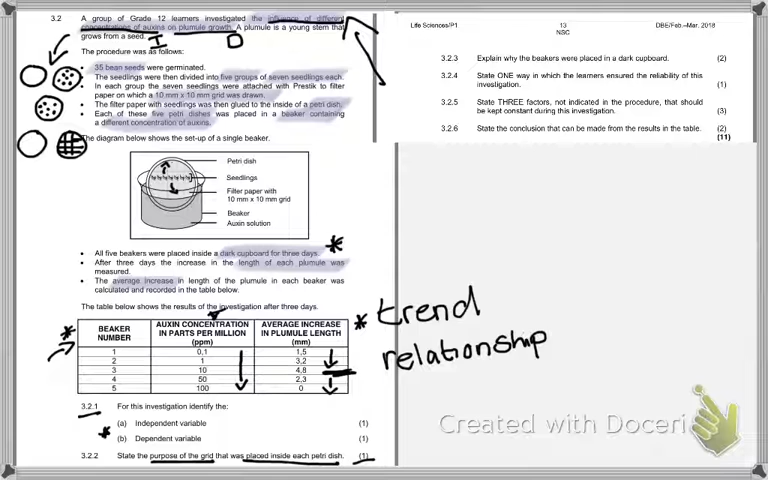 3.2 A group of Grade 12 learners investigated the influence of different
concentrations of auxins on plumule growth. A plumule is a young stem that
grows from a seed.
I D
The procedure was as follows:
• 35 bean seeds were germinated.
• The seedlings were then divided into five groups of seven seedlings each.
• In each group the seven seedlings were attached with Prestik to filter
paper on which a 10 mm x 10 mm grid was drawn.
• The filter paper with seedlings was then glued to the inside of a petri dish.
• Each of these five petri dishes was placed in a beaker containing
a different concentration of auxins.
The diagram below shows the set-up of a single beaker.
Petri dish
Seedlings
Filter paper with
10 mm x 10 mm grid
Beaker
Auxin solution
• All five beakers were placed inside a dark cupboard for three days.
• After three days the increase in the length of each plumule was
measured.
• The average increase in length of the plumule in each beaker was
calculated and recorded in the table below.
The table below shows the results of the investigation after three days.
BEAKER NUMBER AUXIN CONCENTRATION IN PARTS PER MILLION (ppm) AVERAGE INCREASE IN PLUMULE LENGTH (mm)
1 0,1 1,5
2 1 3,2
3 10 4,8
4 50 2,3
5 100 0
3.2.1 For this investigation identify the:
(a) Independent variable (1)
(b) Dependent variable (1)
3.2.2 State the purpose of the grid that was placed inside each petri dish. (1)
* trend
relationship
Life Sciences/P1 13 DBE/Feb.–Mar. 2018
NSC
3.2.3 Explain why the beakers were placed in a dark cupboard. (2)
3.2.4 State ONE way in which the learners ensured the reliability of this
investigation. (1)
3.2.5 State THREE factors, not indicated in the procedure, that should
be kept constant during this investigation. (3)
3.2.6 State the conclusion that can be made from the results in the table. (2)
(11)
Created with Doceri